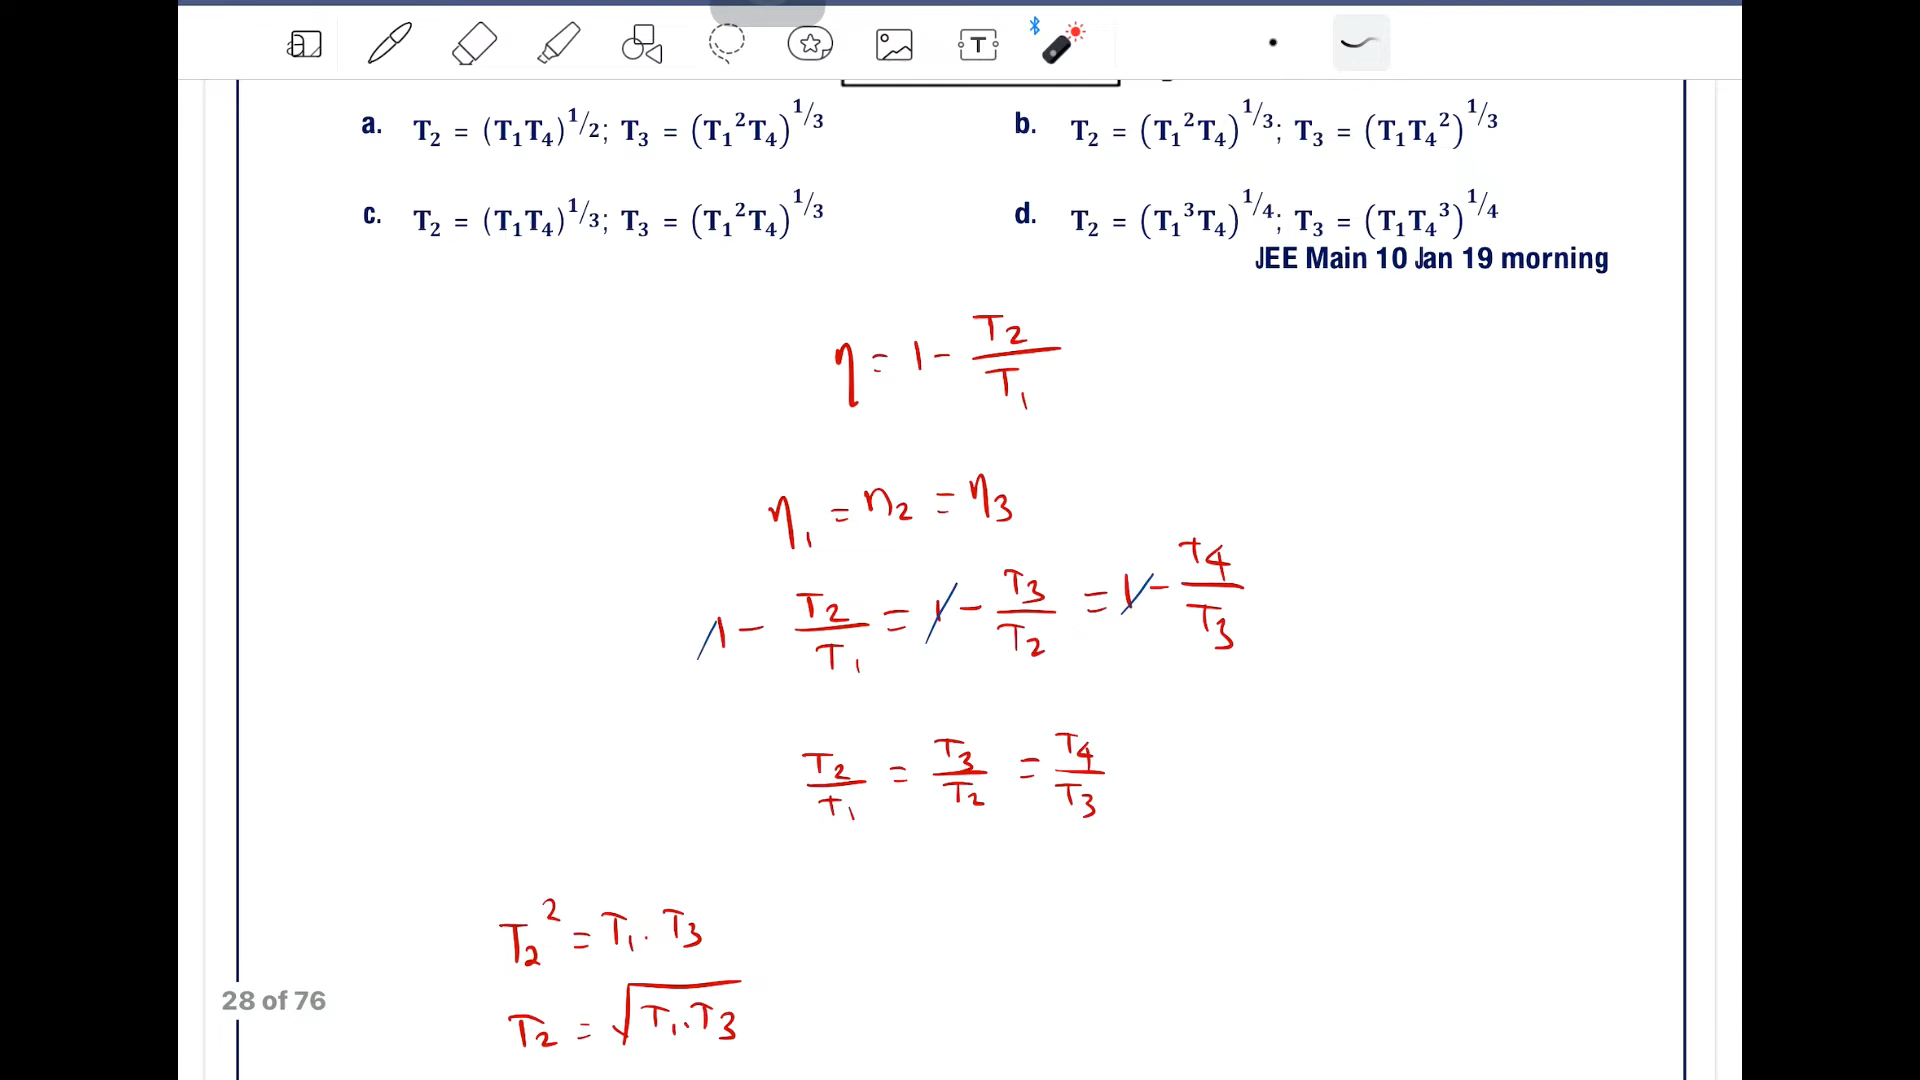 T
a. T₂ = (T₁T₄)^1/2; T₃ = (T₁²T₄)^1/3
b. T₂ = (T₁²T₄)^1/3; T₃ = (T₁T₄²)^1/3
c. T₂ = (T₁T₄)^1/3; T₃ = (T₁²T₄)^1/3
d. T₂ = (T₁³T₄)^1/4; T₃ = (T₁T₄³)^1/4
JEE Main 10 Jan 19 morning
η = 1 - T₂/T₁
η₁ = η₂ = η₃
1 - T₂/T₁ = 1 - T₃/T₂ = 1 - T₄/T₃
T₂/T₁ = T₃/T₂ = T₄/T₃
T₂² = T₁. T₃
28 of 76
T₂ = √T₁.T₃